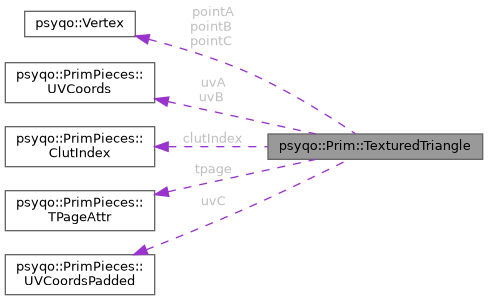 pointA
pointB
pointC
psyqo::Vertex
uvA
uvB
psyqo::PrimPieces::
UVCoords
clutIndex
psyqo::PrimPieces::
ClutIndex
psyqo::Prim::TexturedTriangle
tpage
psyqo::PrimPieces::
TPageAttr
uvC
psyqo::PrimPieces::
UVCoordsPadded